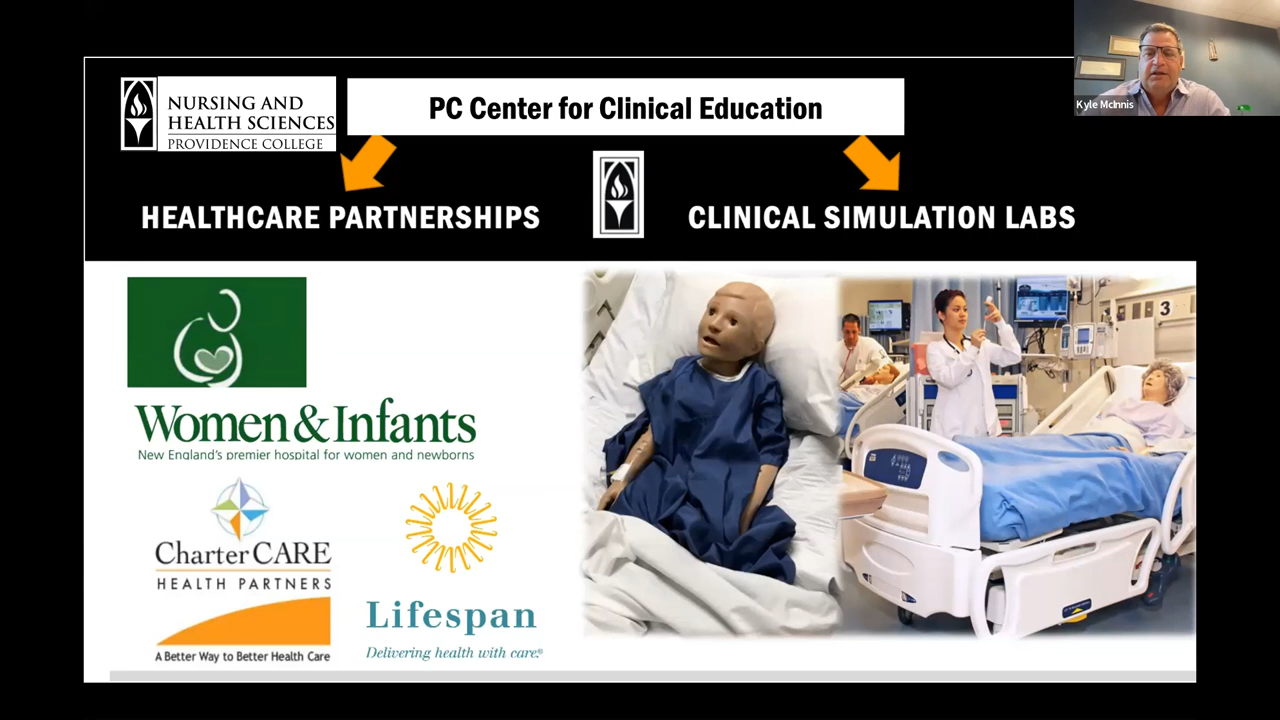 NURSING AND
HEALTH SCIENCES
PROVIDENCE COLLEGE
PC Center for Clinical Education
Kyle McInnis
HEALTHCARE PARTNERSHIPS
CLINICAL SIMULATION LABS
Women & Infants
New England's premier hospital for women and newborns
CharterCARE
HEALTH PARTNERS
A Better Way to Better Health Care
Lifespan
Delivering health with care®
3